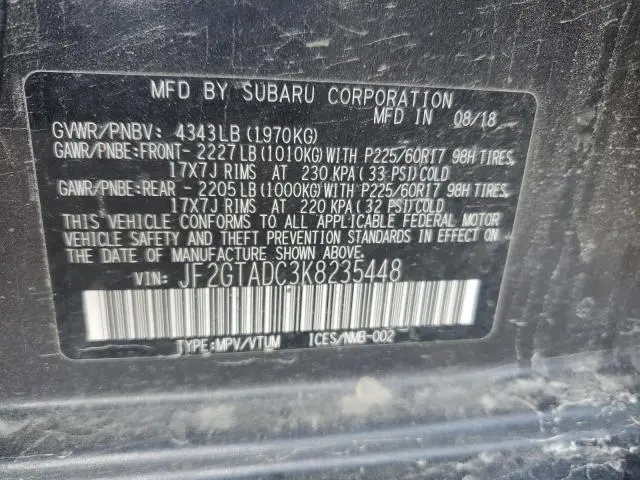 MFD BY SUBARU CORPORATION
MFD IN 08/18
GVWR/PNBV: 4343LB (1970KG)
GAWR/PNBE:FRONT- 2227LB(1010KG)WITH P225/60R17 98H TIRES,
17X7J RIMS AT 230 KPA( 33 PSI)COLD
GAWR/PNBE:REAR - 2205LB(1000KG)WITH P225/60R17 98H TIRES,
17X7J RIMS AT 220 KPA( 32 PSI)COLD
THIS VEHICLE CONFORMS TO ALL APPLICABLE FEDERAL MOTOR
VEHICLE SAFETY AND THEFT PREVENTION STANDARDS IN EFFECT ON
THE DATE OF MANUFACTURE SHOWN ABOVE.
VIN: JF2GTADC3K8235448
TYPE:MPV/VTUM ICES/NMB-002